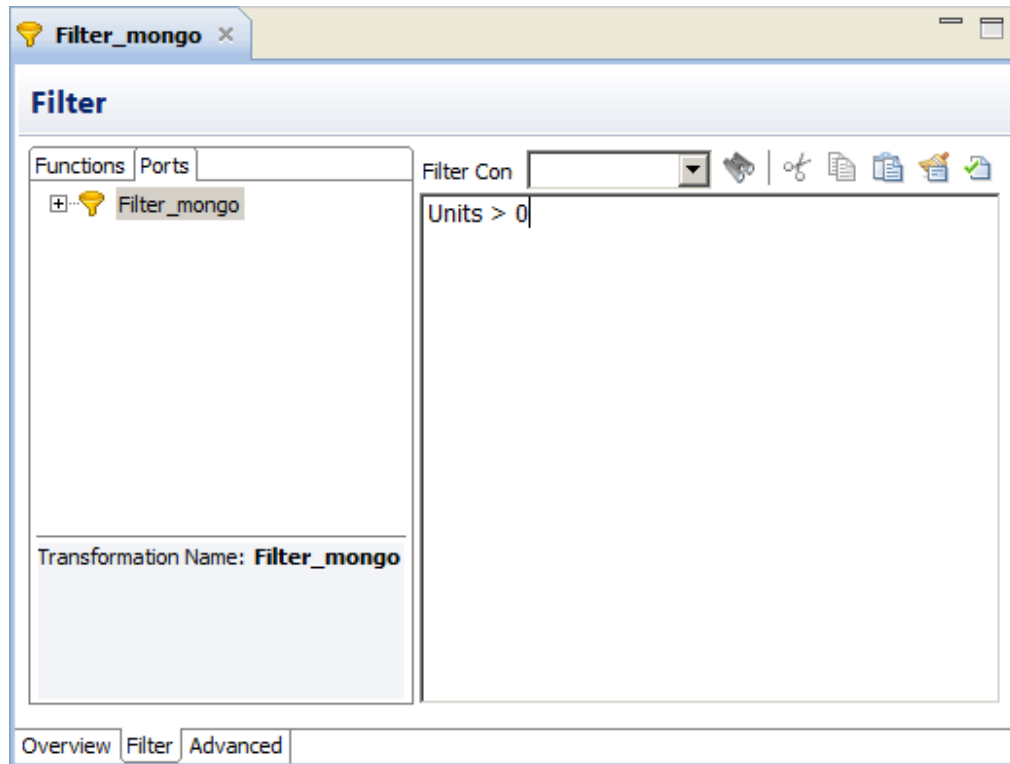 Filter_mongo
Filter
Functions Ports
Filter_mongo
Filter Con
Units > 0
Transformation Name: Filter_mongo
Overview Filter Advanced